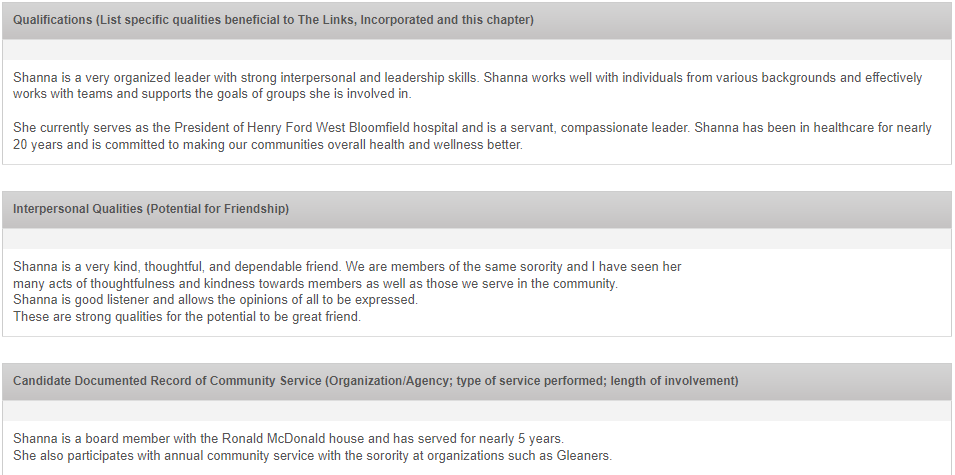 Qualifications (List specific qualities beneficial to The Links, Incorporated and this chapter)
Shanna is a very organized leader with strong interpersonal and leadership skills. Shanna works well with individuals from various backgrounds and effectively
works with teams and supports the goals of groups she is involved in.
She currently serves as the President of Henry Ford West Bloomfield hospital and is a servant, compassionate leader. Shanna has been in healthcare for nearly
20 years and is committed to making our communities overall health and wellness better.
Interpersonal Qualities (Potential for Friendship)
Shanna is a very kind, thoughtful, and dependable friend. We are members of the same sorority and I have seen her
many acts of thoughtfulness and kindness towards members as well as those we serve in the community.
Shanna is good listener and allows the opinions of all to be expressed.
These are strong qualities for the potential to be great friend.
Candidate Documented Record of Community Service (Organization/Agency; type of service performed; length of involvement)
Shanna is a board member with the Ronald McDonald house and has served for nearly 5 years.
She also participates with annual community service with the sorority at organizations such as Gleaners.